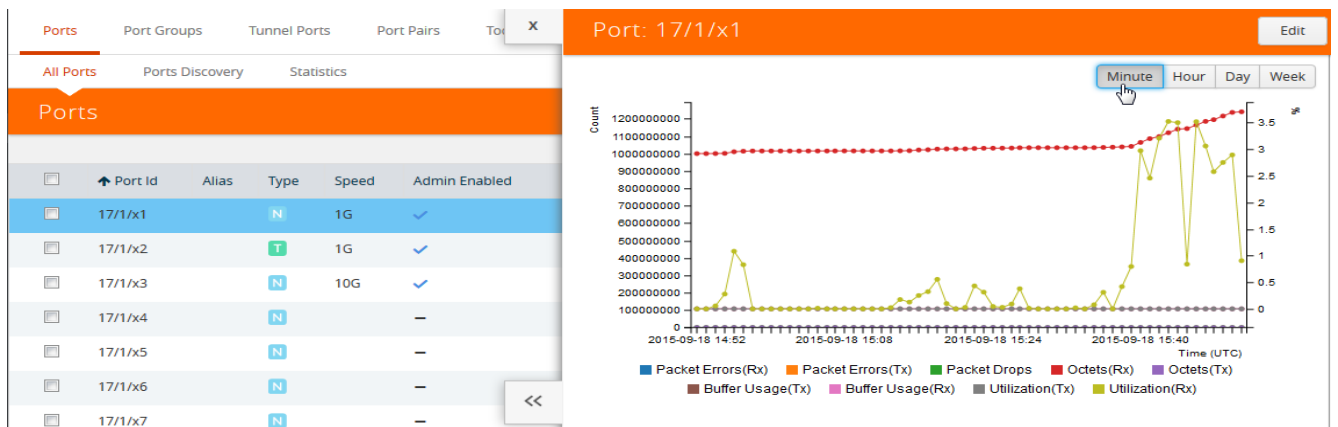 Ports Port Groups Tunnel Ports Port Pairs To
All Ports Ports Discovery Statistics
Ports
Port Id Alias Type Speed Admin Enabled
17/1/x1 N 1G
17/1/x2 T 1G
17/1/x3 N 10G
17/1/x4 N –
17/1/x5 N –
17/1/x6 N –
17/1/x7 N –
x
<<
Port: 17/1/x1 Edit
Minute Hour Day Week
Count
%
1200000000
1100000000
1000000000
900000000
800000000
700000000
600000000
500000000
400000000
300000000
200000000
100000000
0
3.5
3
2.5
2
1.5
1
0.5
0
2015-09-18 14:52 2015-09-18 15:08 2015-09-18 15:24 2015-09-18 15:40
Time (UTC)
Packet Errors(Rx) Packet Errors(Tx) Packet Drops Octets(Rx) Octets(Tx)
Buffer Usage(Tx) Buffer Usage(Rx) Utilization(Tx) Utilization(Rx)